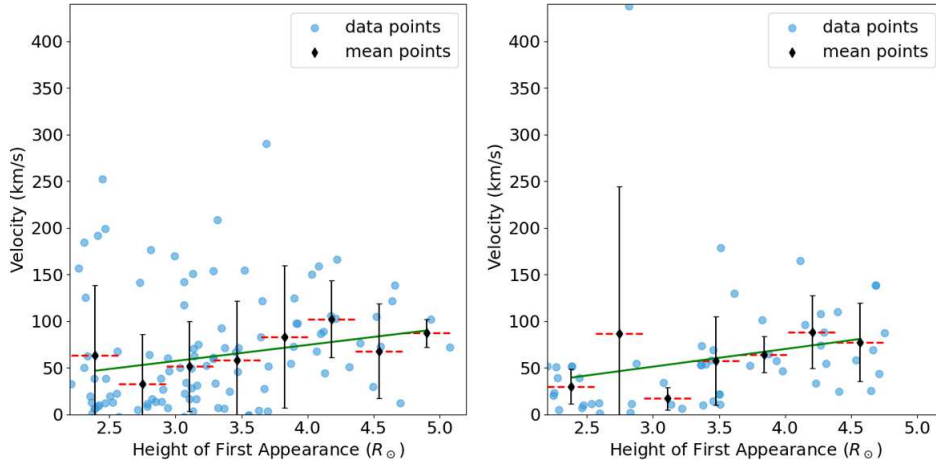 data points
mean points
400
350
300
250
200
150
100
50
0
Velocity (km/s)
2.5 3.0 3.5 4.0 4.5 5.0
Height of First Appearance (R⊙)
data points
mean points
400
350
300
250
200
150
100
50
0
Velocity (km/s)
2.5 3.0 3.5 4.0 4.5 5.0
Height of First Appearance (R⊙)